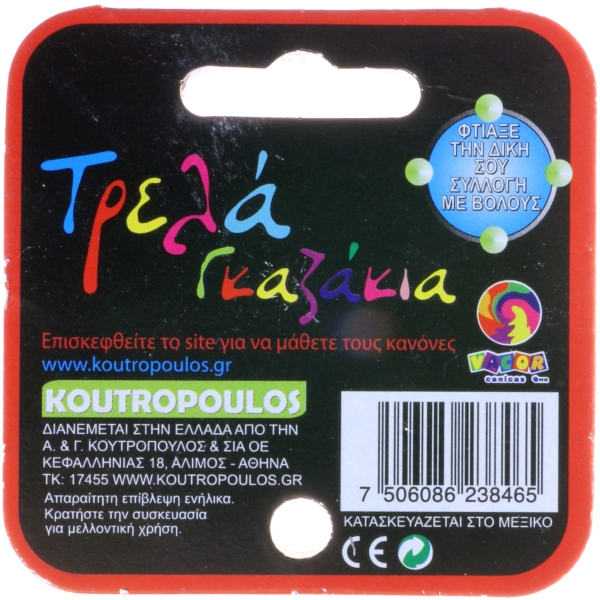 ΦΤΙΑΞΕ
ΤΗΝ ΔΙΚΗ
ΣΟΥ
ΣΥΛΛΟΓΗ
ΜΕ ΒΟΛΟΥΣ
Τρελά
γκαζάκια
Επισκεφθείτε το site για να μάθετε τους κανόνες
www.koutropoulos.gr
VACOR
canicas
KOUTROPOULOS
ΔΙΑΝΕΜΕΤΑΙ ΣΤΗΝ ΕΛΛΑΔΑ ΑΠΟ ΤΗΝ
Α. & Γ. ΚΟΥΤΡΟΠΟΥΛΟΣ & ΣΙΑ ΟΕ
ΚΕΦΑΛΛΗΝΙΑΣ 18, ΑΛΙΜΟΣ - ΑΘΗΝΑ
ΤΚ: 17455 WWW.KOUTROPOULOS.GR
Απαραίτητη επίβλεψη ενήλικα.
Κρατήστε την συσκευασία
για μελλοντική χρήση.
7 506086 238465
ΚΑΤΑΣΚΕΥΑΖΕΤΑΙ ΣΤΟ ΜΕΞΙΚΟ
CE